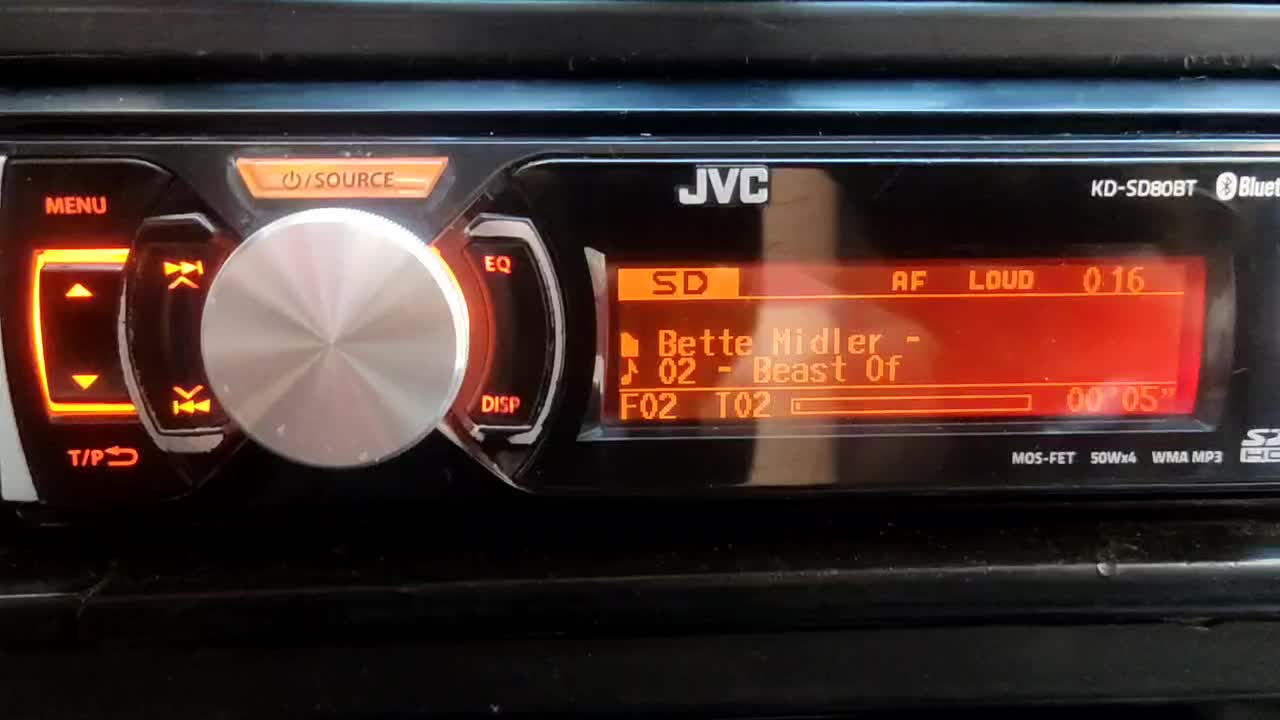 MENU
⏻/SOURCE
EQ
DISP
T/P
JVC
KD-SD80BT
SD AF LOUD 0:16
Bette Midler -
02 - Beast Of
F02 T02 00'05"
MOS-FET 50Wx4 WMA MP3